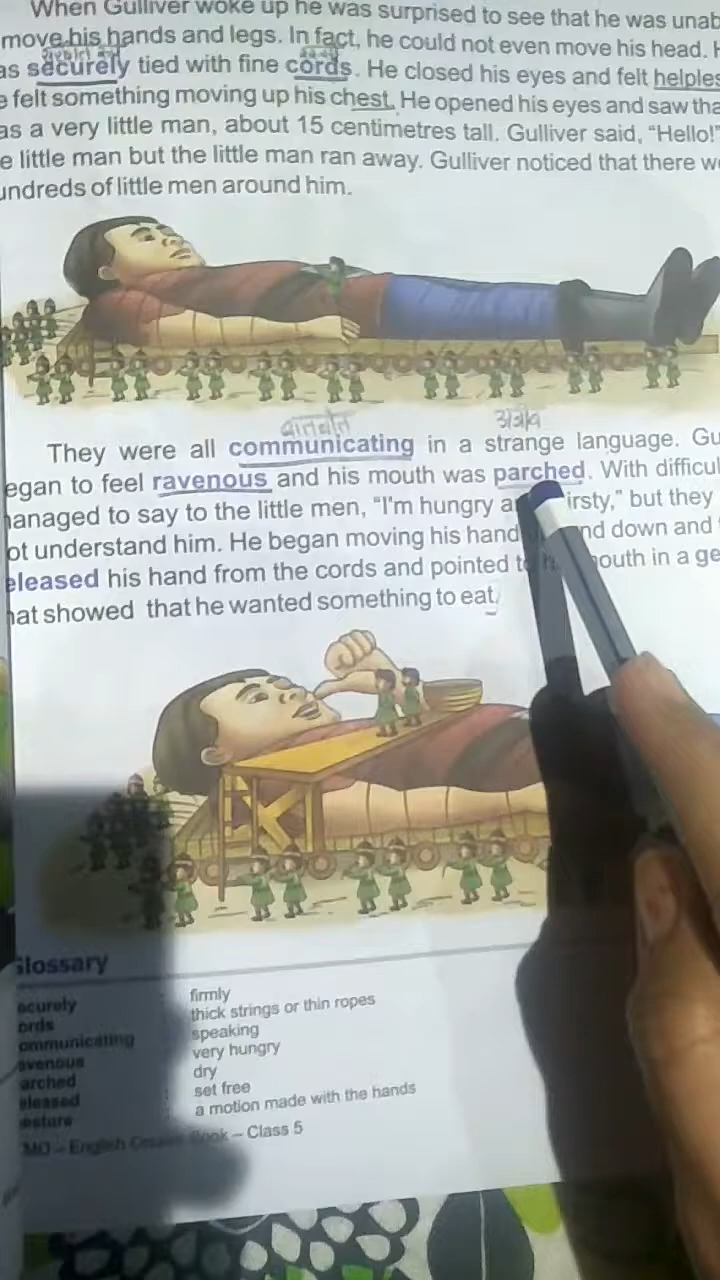 When Gulliver woke up he was surprised to see that he was unab
move his hands and legs. In fact, he could not even move his head. H
as securely tied with fine cords. He closed his eyes and felt helples
e felt something moving up his chest. He opened his eyes and saw tha
as a very little man, about 15 centimetres tall. Gulliver said, “Hello!”
e little man but the little man ran away. Gulliver noticed that there we
undreds of little men around him.
बातचीत
They were all communicating in a strange language. Gu
egan to feel ravenous and his mouth was parched. With difficul
anaged to say to the little men, “I'm hungry a irsty,” but they
ot understand him. He began moving his hand nd down and
eleased his hand from the cords and pointed t outh in a ge
hat showed that he wanted something to eat.
Glossary
ecurely firmly
ords thick strings or thin ropes
ommunicating : speaking
avenous very hungry
arched dry
eleased : set free
esture : a motion made with the hands
MO – English Book – Class 5